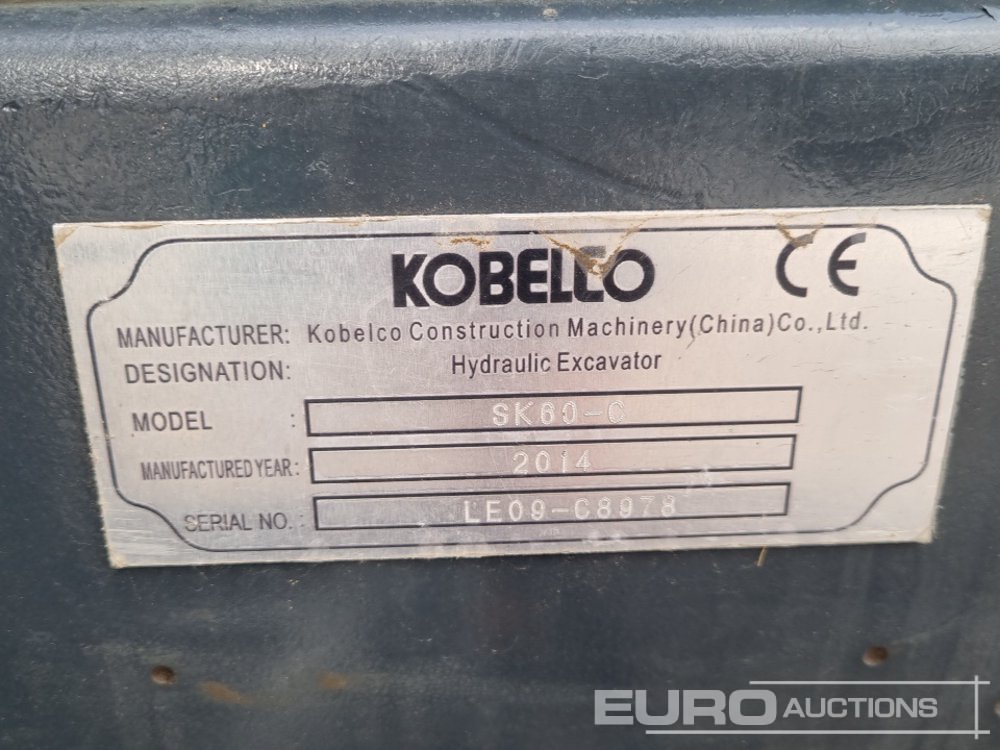 KOBELCO CE
MANUFACTURER: Kobelco Construction Machinery(China)Co.,Ltd.
DESIGNATION: Hydraulic Excavator
MODEL : SK60-C
MANUFACTURED YEAR: 2014
SERIAL NO. : LE09-C8978
EURO AUCTIONS